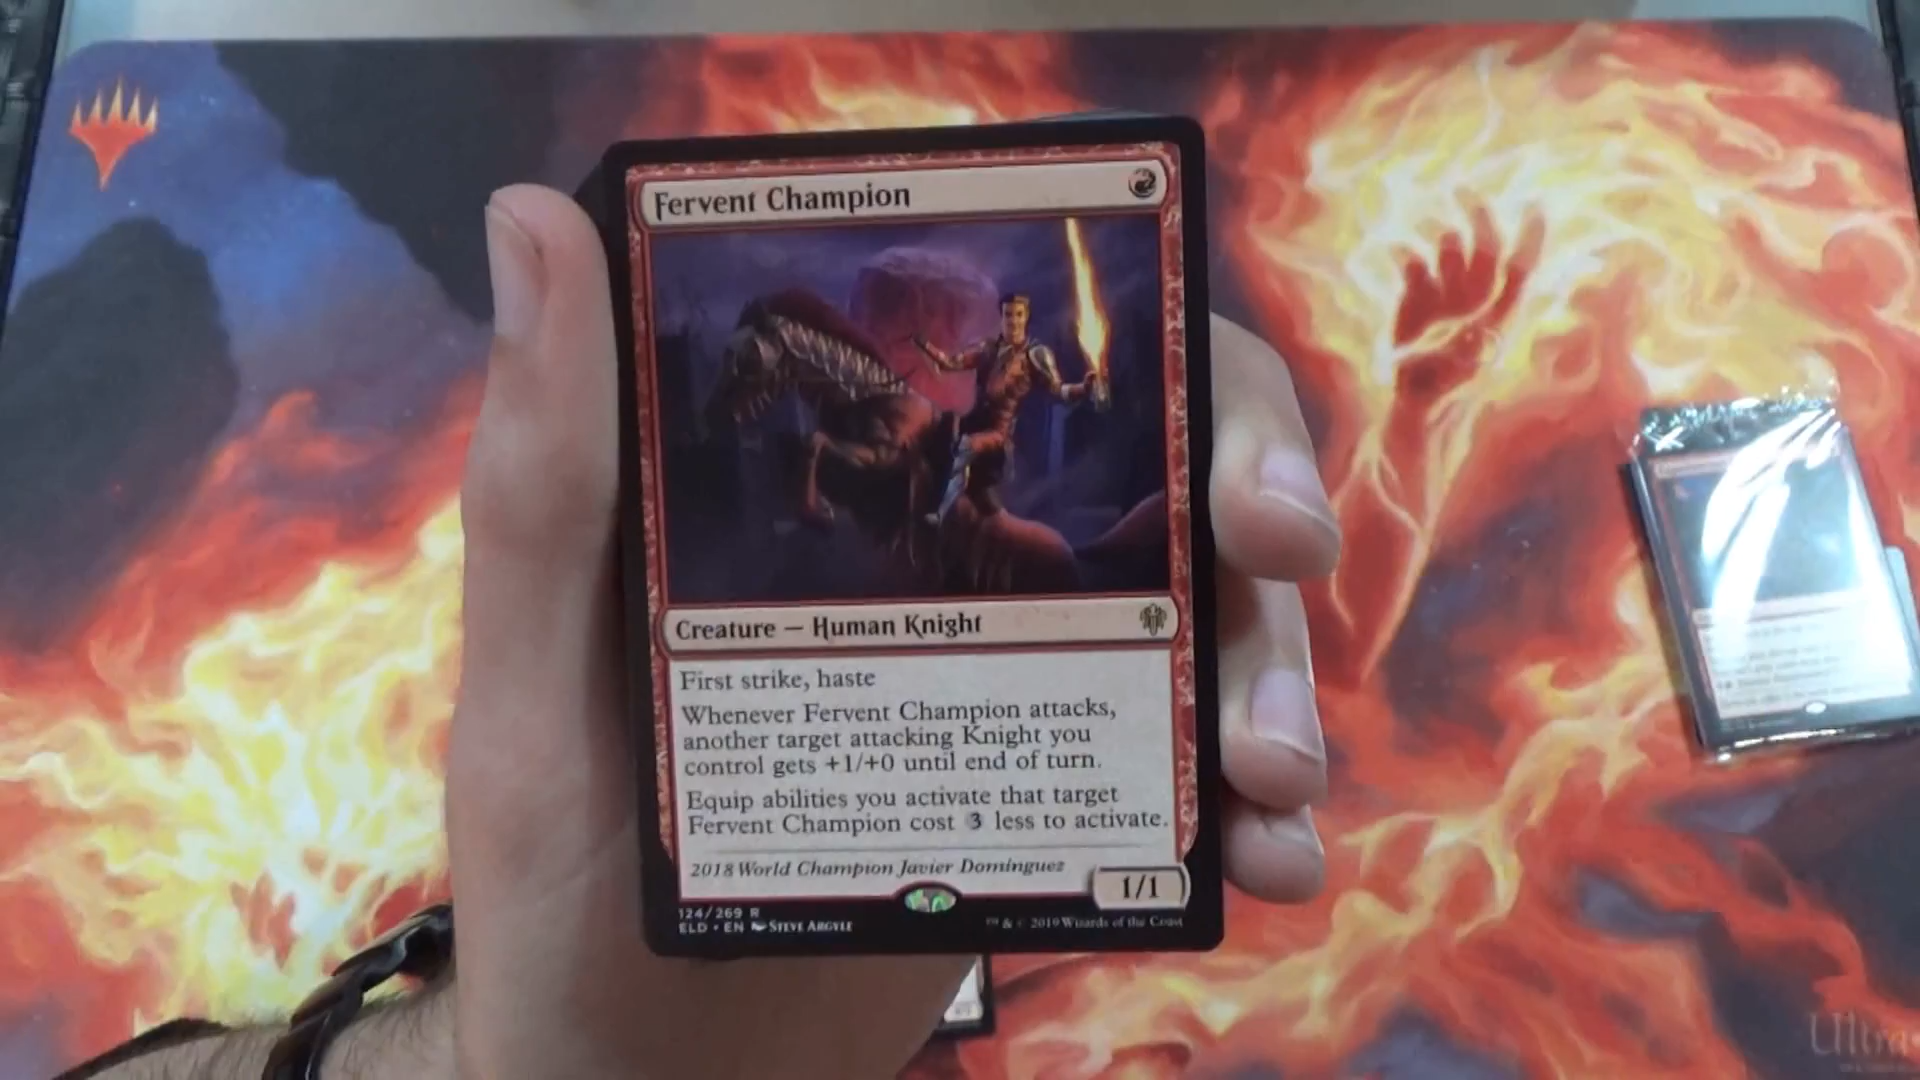 Fervent Champion
Creature — Human Knight
First strike, haste
Whenever Fervent Champion attacks,
another target attacking Knight you
control gets +1/+0 until end of turn.
Equip abilities you activate that target
Fervent Champion cost 3 less to activate.
2018 World Champion Javier Dominguez
1/1
124/269 R
ELD • EN Steve Argyle
™ & © 2019 Wizards of the Coast
Ultra